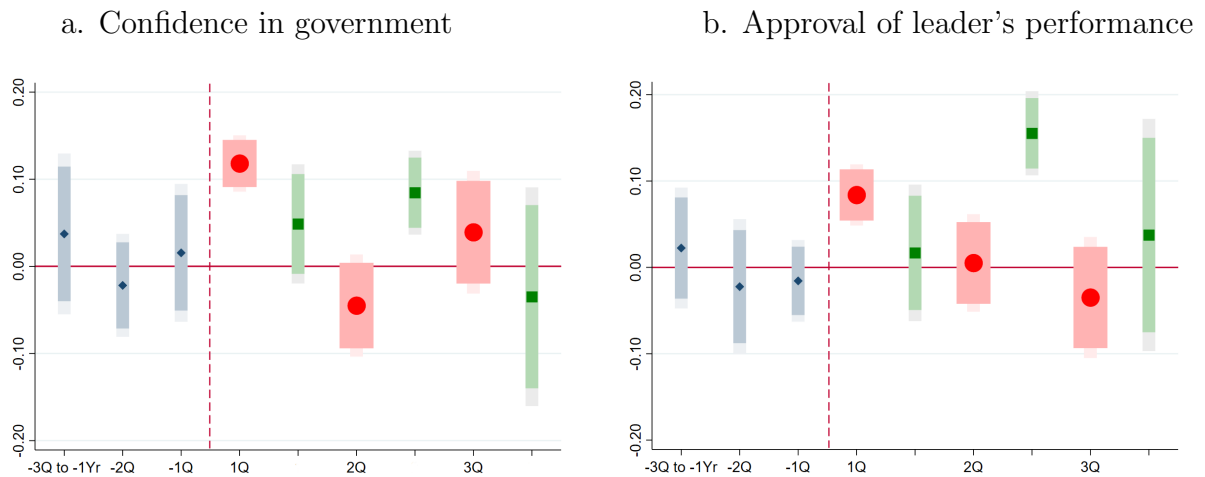 a. Confidence in government
b. Approval of leader's performance
0.20
0.10
0.00
-0.10
-0.20
-3Q to -1Yr -2Q -1Q 1Q 2Q 3Q
0.20
0.10
0.00
-0.10
-0.20
-3Q to -1Yr -2Q -1Q 1Q 2Q 3Q